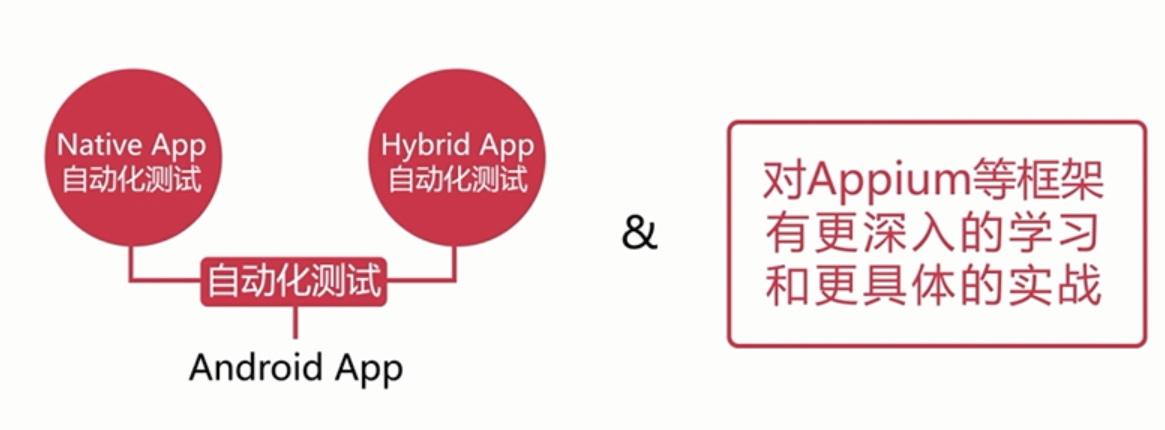 Native App
自动化测试
Hybrid App
自动化测试
自动化测试
Android App
&
对Appium等框架
有更深入的学习
和更具体的实战